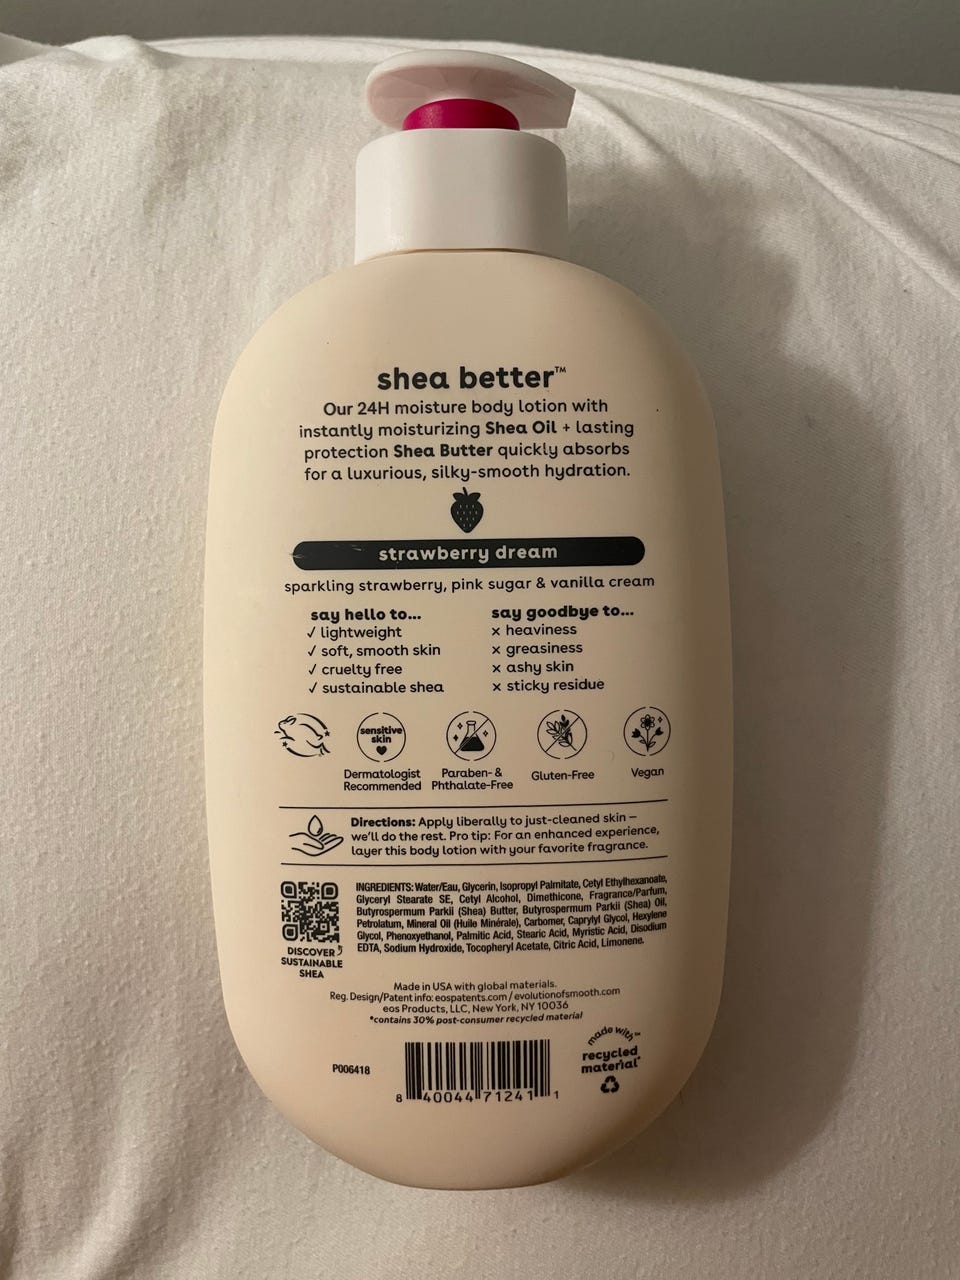 shea better™
Our 24H moisture body lotion with
instantly moisturizing Shea Oil + lasting
protection Shea Butter quickly absorbs
for a luxurious, silky-smooth hydration.
strawberry dream
sparkling strawberry, pink sugar & vanilla cream
say hello to...
✓ lightweight
✓ soft, smooth skin
✓ cruelty free
✓ sustainable shea
say goodbye to...
× heaviness
× greasiness
× ashy skin
× sticky residue
sensitive
skin
Dermatologist
Recommended
Paraben- &
Phthalate-Free
Gluten-Free
Vegan
Directions: Apply liberally to just-cleaned skin –
we'll do the rest. Pro tip: For an enhanced experience,
layer this body lotion with your favorite fragrance.
DISCOVER
SUSTAINABLE
SHEA
INGREDIENTS: Water/Eau, Glycerin, Isopropyl Palmitate, Cetyl Ethylhexanoate,
Glyceryl Stearate SE, Cetyl Alcohol, Dimethicone, Fragrance/Parfum,
Butyrospermum Parkii (Shea) Butter, Butyrospermum Parkii (Shea) Oil,
Petrolatum, Mineral Oil (Huile Minérale), Carbomer, Caprylyl Glycol, Hexylene
Glycol, Phenoxyethanol, Palmitic Acid, Stearic Acid, Myristic Acid, Disodium
EDTA, Sodium Hydroxide, Tocopheryl Acetate, Citric Acid, Limonene.
Made in USA with global materials.
Reg. Design/Patent info: eospatents.com / evolutionofsmooth.com
eos Products, LLC, New York, NY 10036
*contains 30% post-consumer recycled material
P006418
8 40044 71241 1
made with™
recycled
material*